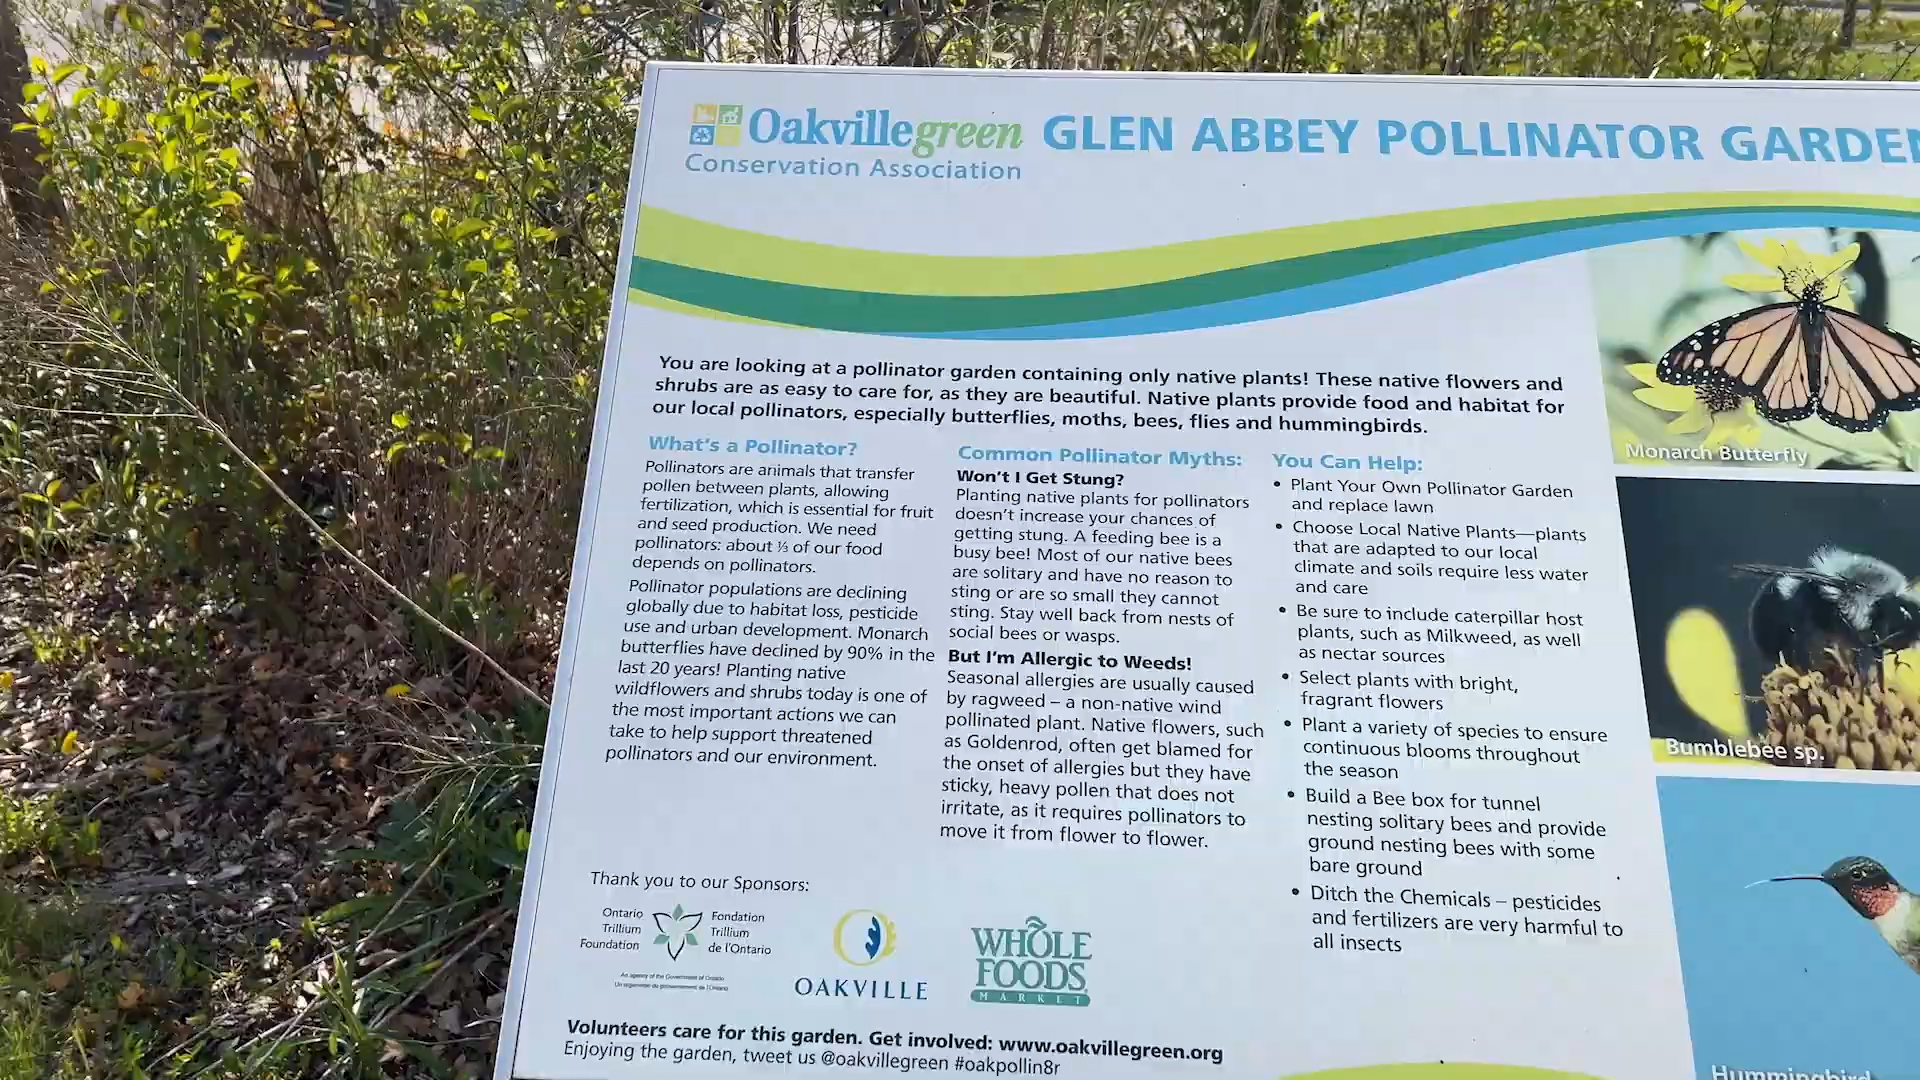 Oakvillegreen
Conservation Association
GLEN ABBEY POLLINATOR GARDEN
You are looking at a pollinator garden containing only native plants! These native flowers and
shrubs are as easy to care for, as they are beautiful. Native plants provide food and habitat for
our local pollinators, especially butterflies, moths, bees, flies and hummingbirds.
What's a Pollinator?
Pollinators are animals that transfer
pollen between plants, allowing
fertilization, which is essential for fruit
and seed production. We need
pollinators: about ⅓ of our food
depends on pollinators.
Pollinator populations are declining
globally due to habitat loss, pesticide
use and urban development. Monarch
butterflies have declined by 90% in the
last 20 years! Planting native
wildflowers and shrubs today is one of
the most important actions we can
take to help support threatened
pollinators and our environment.
Common Pollinator Myths:
Won't I Get Stung?
Planting native plants for pollinators
doesn't increase your chances of
getting stung. A feeding bee is a
busy bee! Most of our native bees
are solitary and have no reason to
sting or are so small they cannot
sting. Stay well back from nests of
social bees or wasps.
But I'm Allergic to Weeds!
Seasonal allergies are usually caused
by ragweed – a non-native wind
pollinated plant. Native flowers, such
as Goldenrod, often get blamed for
the onset of allergies but they have
sticky, heavy pollen that does not
irritate, as it requires pollinators to
move it from flower to flower.
You Can Help:
• Plant Your Own Pollinator Garden
and replace lawn
• Choose Local Native Plants—plants
that are adapted to our local
climate and soils require less water
and care
• Be sure to include caterpillar host
plants, such as Milkweed, as well
as nectar sources
• Select plants with bright,
fragrant flowers
• Plant a variety of species to ensure
continuous blooms throughout
the season
• Build a Bee box for tunnel
nesting solitary bees and provide
ground nesting bees with some
bare ground
• Ditch the Chemicals – pesticides
and fertilizers are very harmful to
all insects
Monarch Butterfly
Bumblebee sp.
Hummingbird
Thank you to our Sponsors:
Ontario
Trillium
Foundation
Fondation
Trillium
de l'Ontario
An agency of the Government of Ontario
Un organisme du gouvernement de l'Ontario
OAKVILLE
WHOLE
FOODS
MARKET
Volunteers care for this garden. Get involved: www.oakvillegreen.org
Enjoying the garden, tweet us @oakvillegreen #oakpollin8r